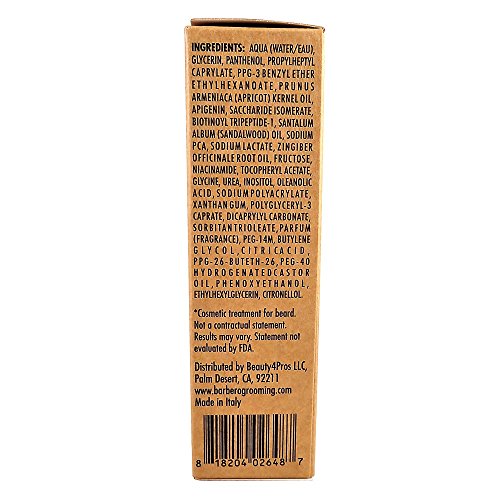 INGREDIENTS: AQUA (WATER/EAU),
GLYCERIN, PANTHENOL, PROPYLHEPTYL
CAPRYLATE, PPG-3 BENZYL ETHER
ETHYLHEXANOATE, PRUNUS
ARMENIACA (APRICOT) KERNEL OIL,
APIGENIN, SACCHARIDE ISOMERATE,
BIOTINOYL TRIPEPTIDE-1, SANTALUM
ALBUM (SANDALWOOD) OIL, SODIUM
PCA, SODIUM LACTATE, ZINGIBER
OFFICINALE ROOT OIL, FRUCTOSE,
NIACINAMIDE, TOCOPHERYL ACETATE,
GLYCINE, UREA, INOSITOL, OLEANOLIC
ACID, SODIUM POLYACRYLATE,
XANTHAN GUM, POLYGLYCERYL-3
CAPRATE, DICAPRYLYL CARBONATE,
SORBITAN TRIOLEATE, PARFUM
(FRAGRANCE), PEG-14M, BUTYLENE
GLYCOL, CITRIC ACID,
PPG-26-BUTETH-26, PEG-40
HYDROGENATED CASTOR
OIL, PHENOXYETHANOL,
ETHYLHEXYLGLYCERIN, CITRONELLOL.
*Cosmetic treatment for beard.
Not a contractual statement.
Results may vary. Statement not
evaluated by FDA.
Distributed by Beauty4Pros LLC,
Palm Desert, CA, 92211
www.barberogrooming.com
Made in Italy
8 18204 02648 7